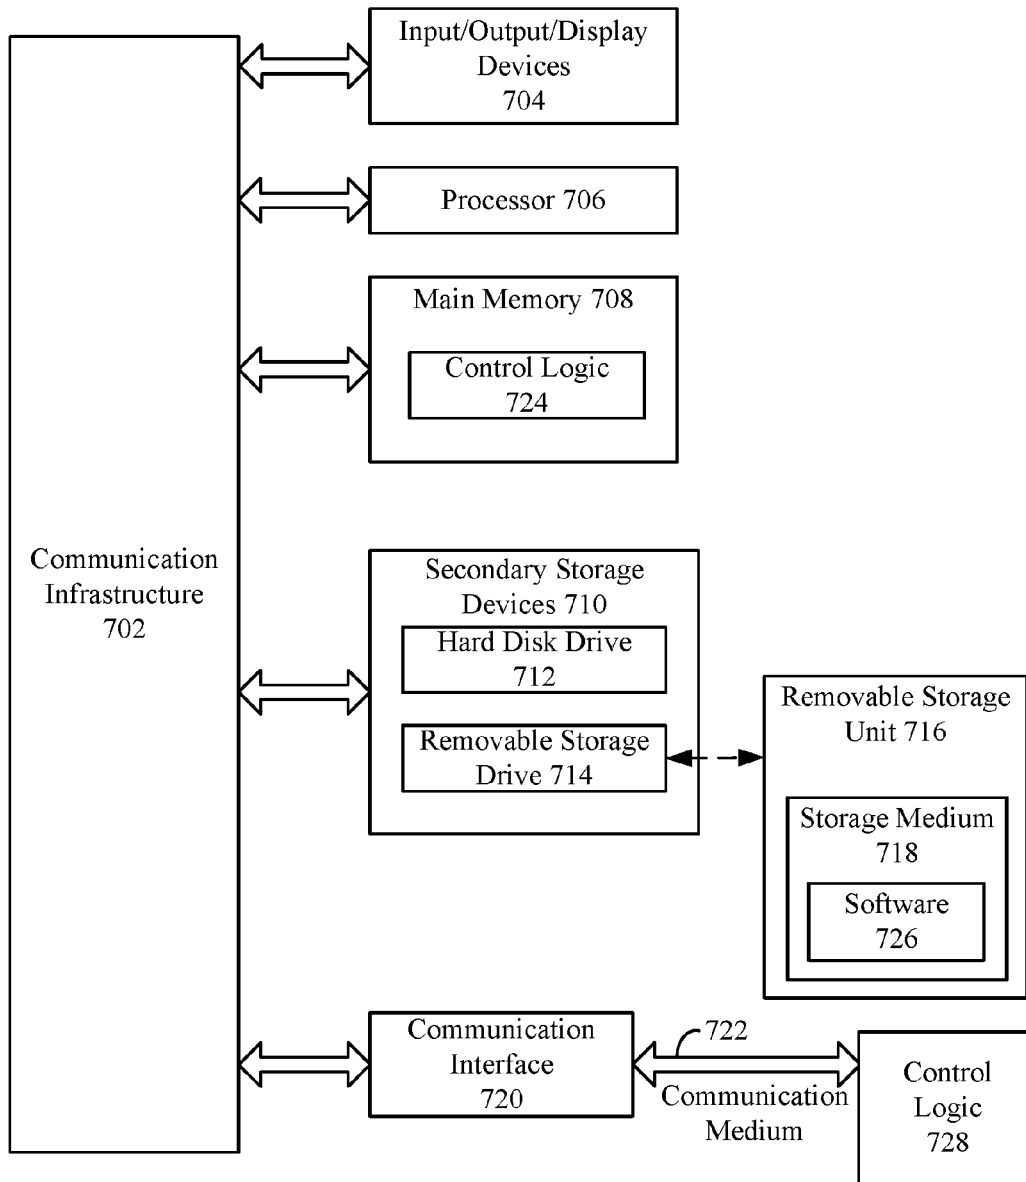 Input/Output/Display
Devices
704
Processor 706
Main Memory 708
Control Logic
724
Communication
Infrastructure
702
Secondary Storage
Devices 710
Hard Disk Drive
712
Removable Storage
Drive 714
Removable Storage
Unit 716
Storage Medium
718
Software
726
Communication
Interface
720
722
Communication
Medium
Control
Logic
728